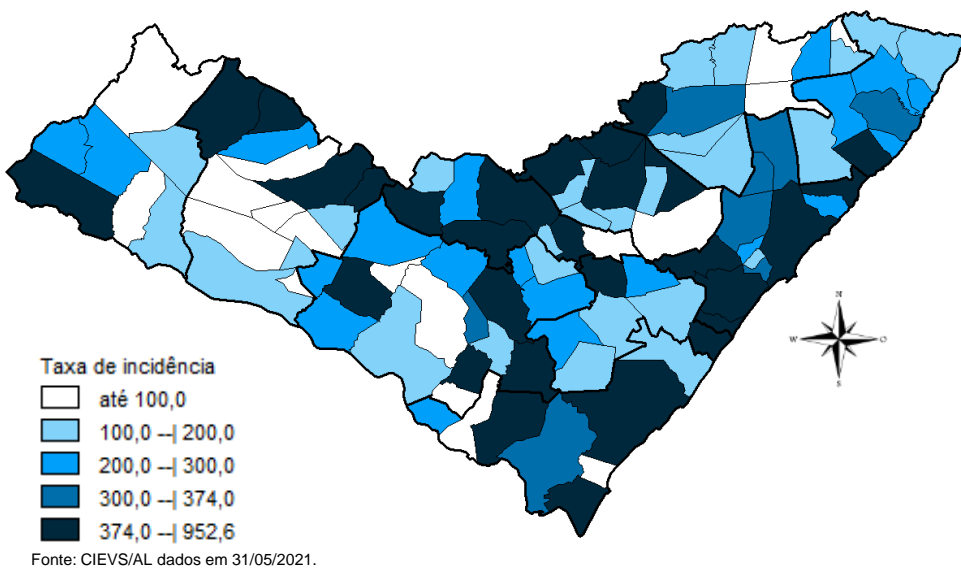 N
W
O
S
Taxa de incidência
até 100,0
100,0 --| 200,0
200,0 --| 300,0
300,0 --| 374,0
374,0 --| 952,6
Fonte: CIEVS/AL dados em 31/05/2021.